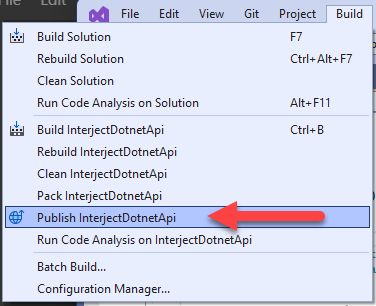 File Edit
File Edit View Git Project Build
Build Solution F7
Rebuild Solution Ctrl+Alt+F7
Clean Solution
Run Code Analysis on Solution Alt+F11
Build InterjectDotnetApi Ctrl+B
Rebuild InterjectDotnetApi
Clean InterjectDotnetApi
Pack InterjectDotnetApi
Publish InterjectDotnetApi
Run Code Analysis on InterjectDotnetApi
Batch Build...
Configuration Manager...